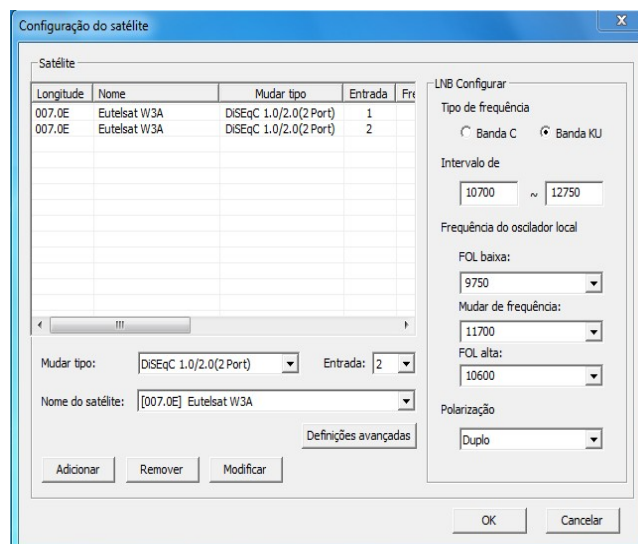 Configuração do satélite
X
Satélite
Longitude Nome Mudar tipo Entrada Fre
007.0E Eutelsat W3A DiSEqC 1.0/2.0(2 Port) 1
007.0E Eutelsat W3A DiSEqC 1.0/2.0(2 Port) 2
Mudar tipo: DiSEqC 1.0/2.0(2 Port) Entrada: 2
Nome do satélite: [007.0E] Eutelsat W3A
Definições avançadas
Adicionar Remover Modificar
LNB Configurar
Tipo de frequência
Banda C Banda KU
Intervalo de
10700 ~ 12750
Frequência do oscilador local
FOL baixa:
9750
Mudar de frequência:
11700
FOL alta:
10600
Polarização
Duplo
OK Cancelar